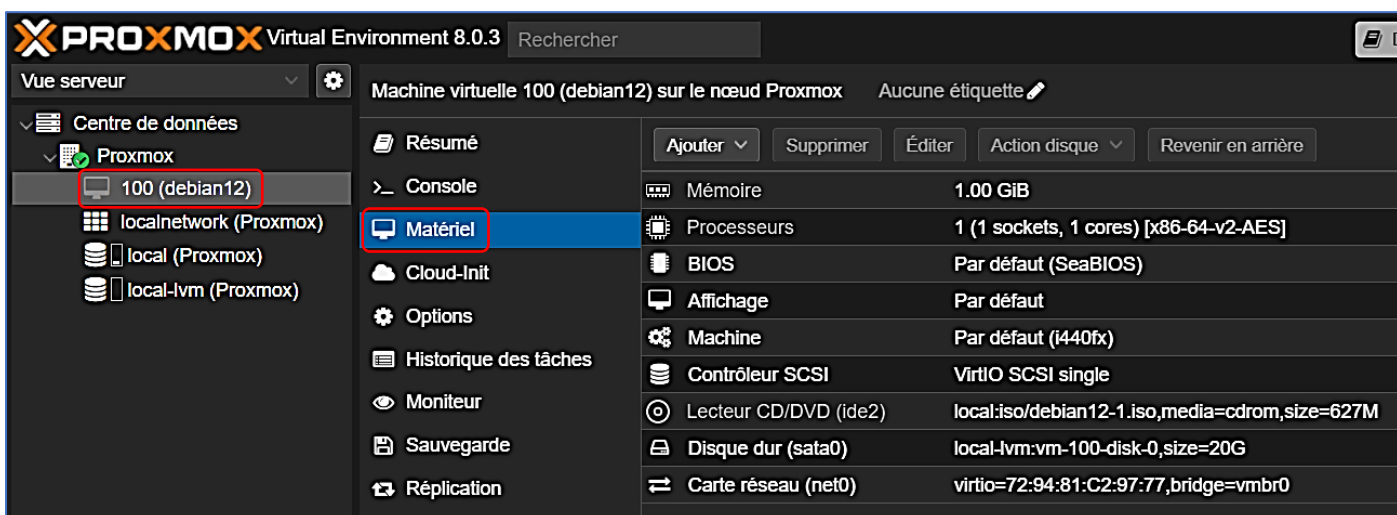 PROXMOX Virtual Environment 8.0.3 Rechercher
Vue serveur
Centre de données
Proxmox
100 (debian12)
localnetwork (Proxmox)
local (Proxmox)
local-lvm (Proxmox)
Machine virtuelle 100 (debian12) sur le nœud Proxmox Aucune étiquette
Résumé
>_ Console
Matériel
Cloud-Init
Options
Historique des tâches
Moniteur
Sauvegarde
Réplication
Ajouter Supprimer Éditer Action disque Revenir en arrière
Mémoire 1.00 GiB
Processeurs 1 (1 sockets, 1 cores) [x86-64-v2-AES]
BIOS Par défaut (SeaBIOS)
Affichage Par défaut
Machine Par défaut (i440fx)
Contrôleur SCSI VirtIO SCSI single
Lecteur CD/DVD (ide2) local:iso/debian12-1.iso,media=cdrom,size=627M
Disque dur (sata0) local-lvm:vm-100-disk-0,size=20G
Carte réseau (net0) virtio=72:94:81:C2:97:77,bridge=vmbr0